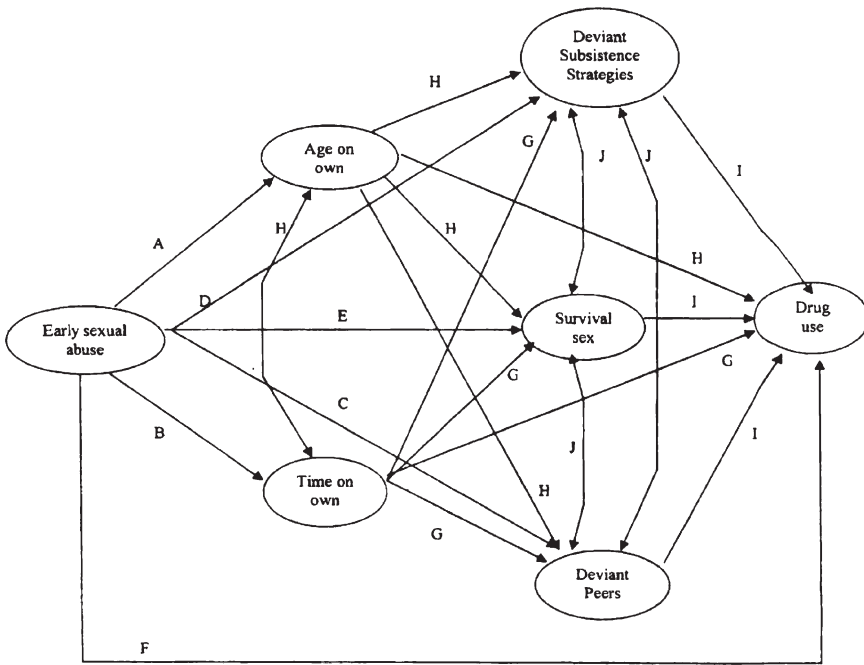 Deviant
Subsistence
Strategies
H
G
J
J
Age on
own
I
A
H
H
H
D
E
I
Early sexual
abuse
Survival
sex
Drug
use
G
G
C
B
J
I
Time on
own
H
G
Deviant
Peers
F